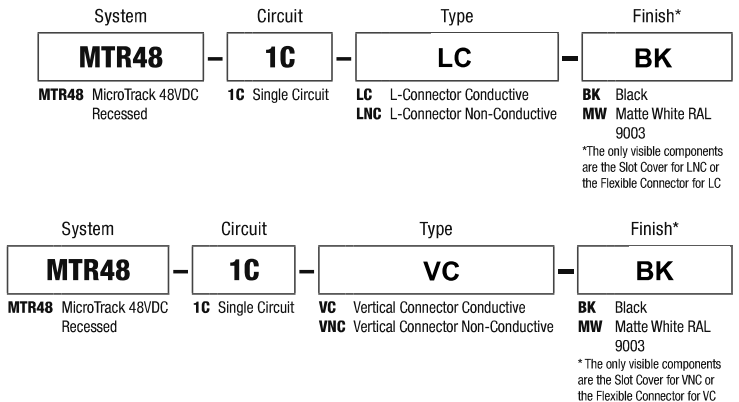 System Circuit Type Finish*
MTR48 – 1C – LC – BK
MTR48 MicroTrack 48VDC Recessed
1C Single Circuit
LC L-Connector Conductive
LNC L-Connector Non-Conductive
BK Black
MW Matte White RAL
9003
*The only visible components
are the Slot Cover for LNC or
the Flexible Connector for LC
System Circuit Type Finish*
MTR48 – 1C – VC – BK
MTR48 MicroTrack 48VDC
Recessed
1C Single Circuit
VC Vertical Connector Conductive
VNC Vertical Connector Non-Conductive
BK Black
MW Matte White RAL
9003
* The only visible components
are the Slot Cover for VNC or
the Flexible Connector for VC